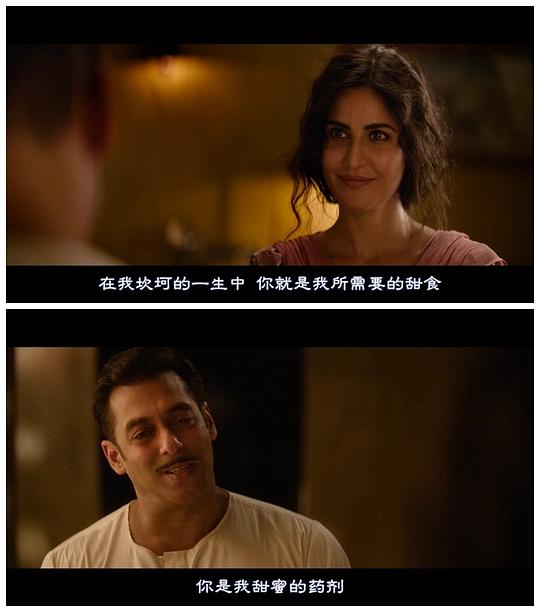 在我坎坷的一生中 你就是我所需要的甜食
你是我甜蜜的药剂